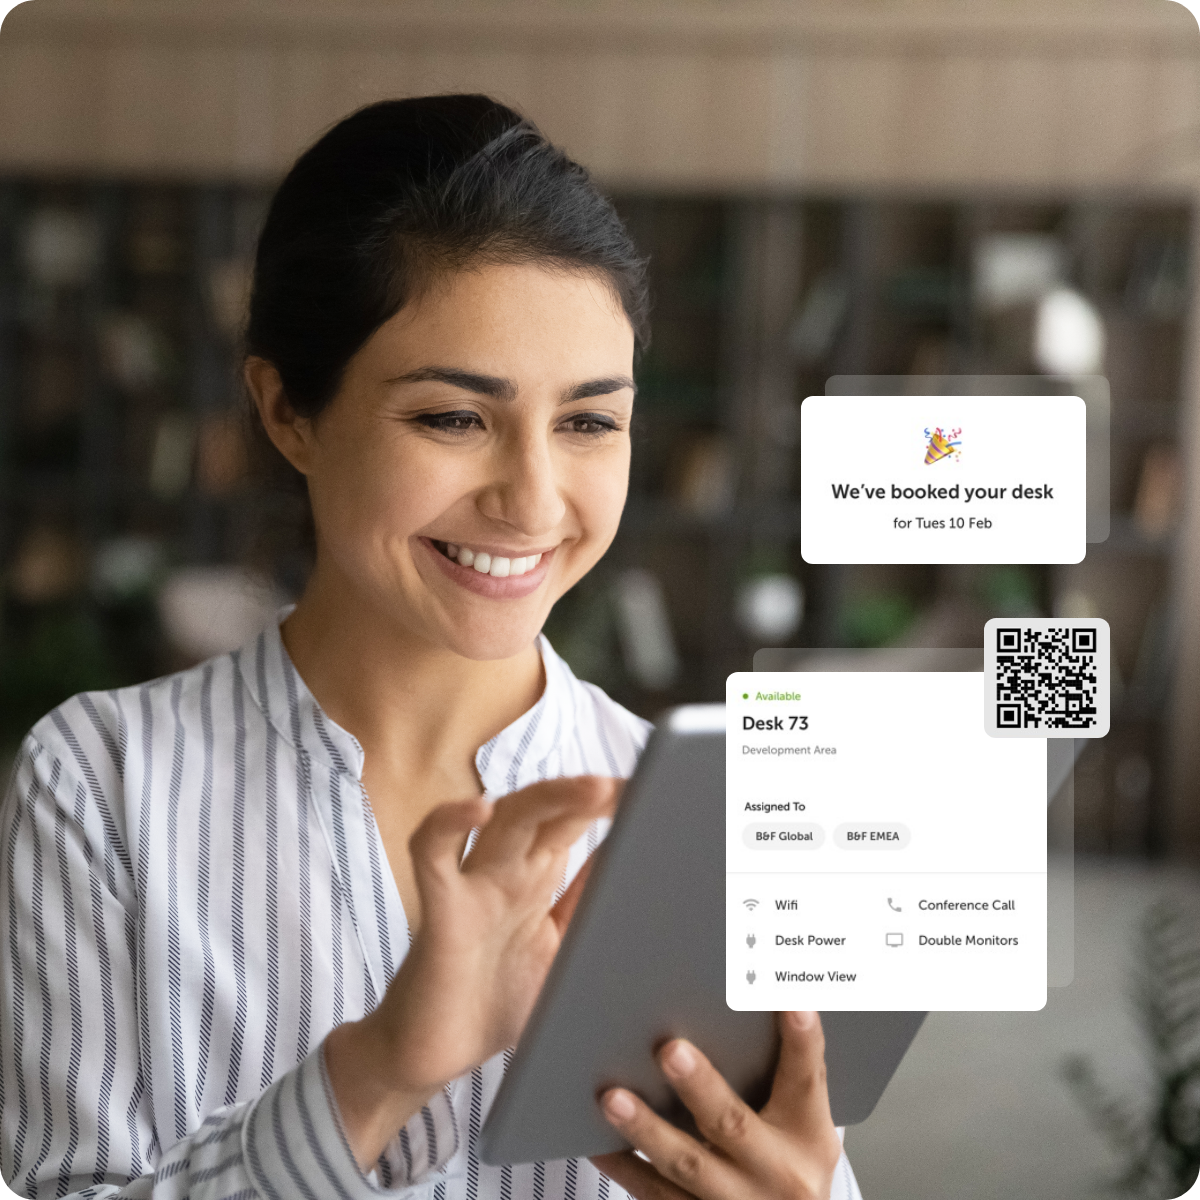 We’ve booked your desk
for Tues 10 Feb
Available
Desk 73
Development Area
Assigned To
B&F Global B&F EMEA
Wifi Conference Call
Desk Power Double Monitors
Window View